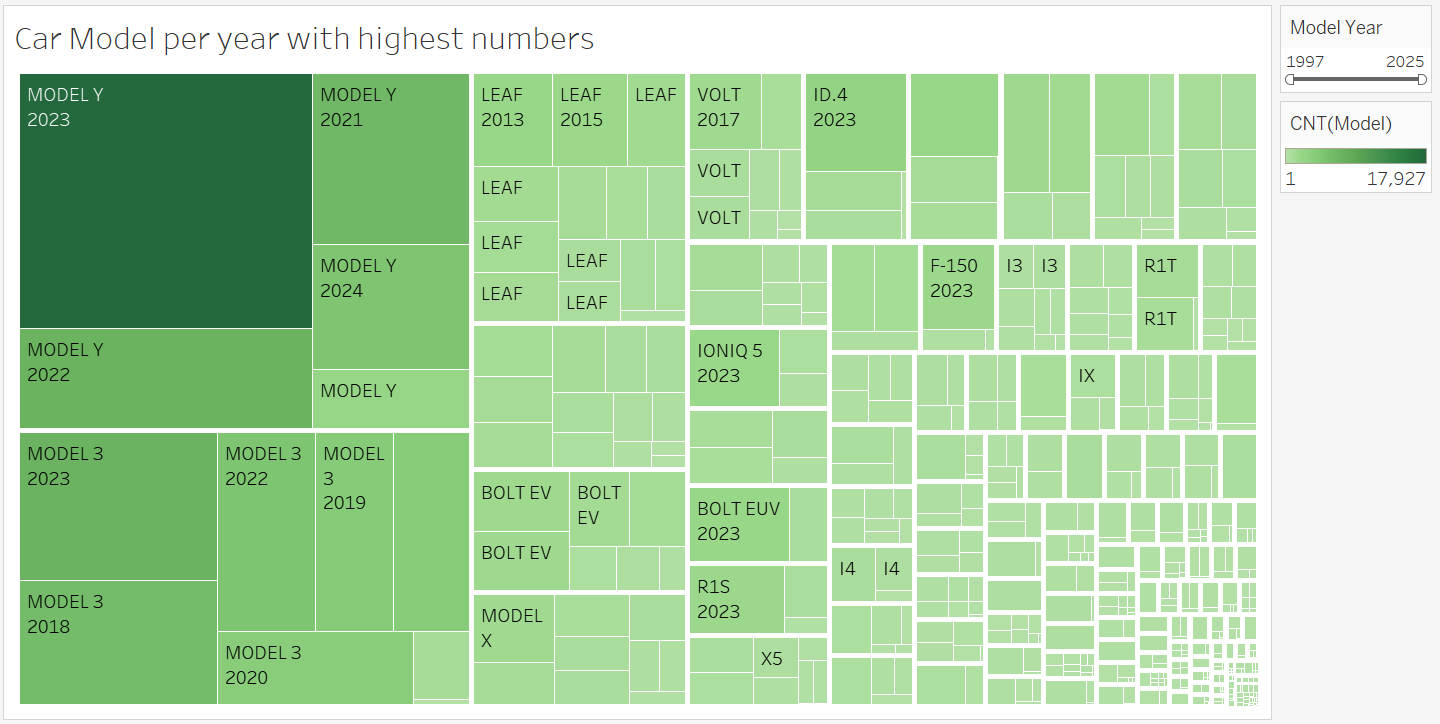 Car Model per year with highest numbers
MODEL Y
2023
MODEL Y
2021
MODEL Y
2024
MODEL Y
2022
MODEL Y
MODEL 3
2023
MODEL 3
2022
MODEL
3
2019
MODEL 3
2018
MODEL 3
2020
LEAF
2013
LEAF
2015
LEAF
LEAF
LEAF
LEAF
LEAF
LEAF
BOLT EV
BOLT
EV
BOLT EV
MODEL
X
VOLT
2017
VOLT
VOLT
ID.4
2023
IONIQ 5
2023
BOLT EUV
2023
R1S
2023
X5
F-150
2023
I3
I3
R1T
R1T
IX
I4
I4
Model Year
1997
2025
CNT(Model)
1
17,927